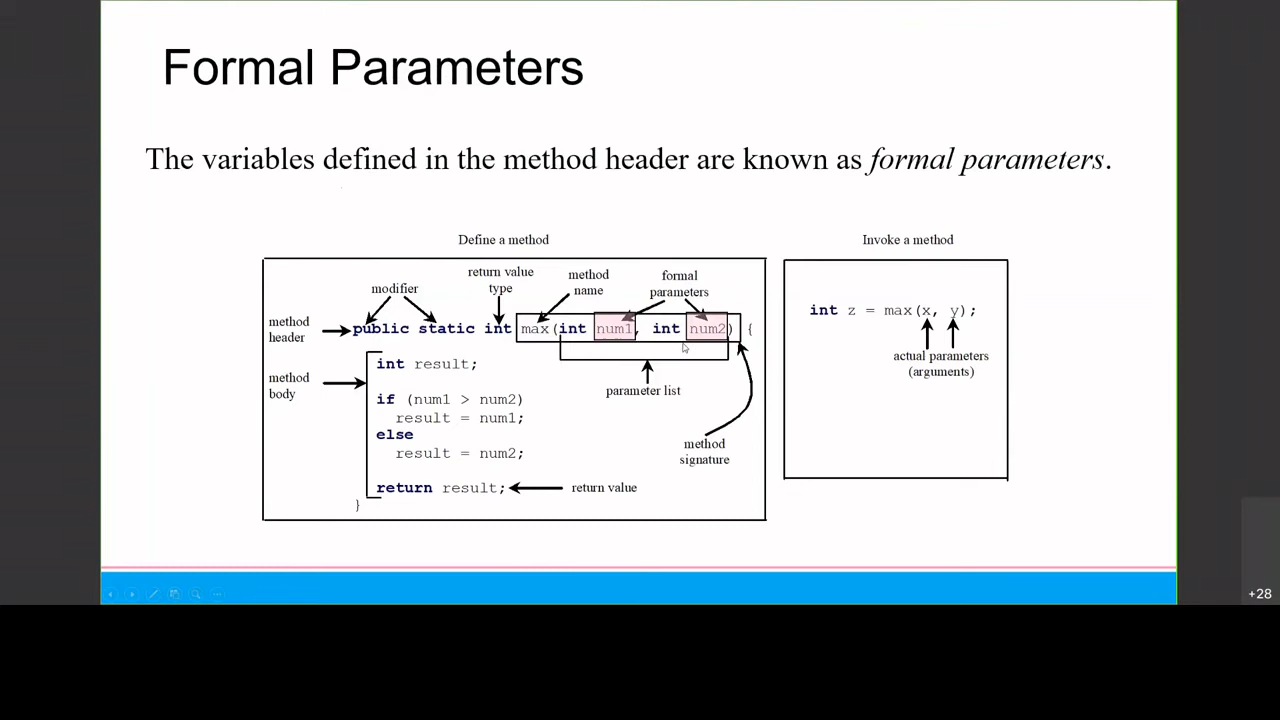 Formal Parameters
The variables defined in the method header are known as formal parameters.
Define a method
Invoke a method
modifier
return value
type
method
name
formal
parameters
method
header
public static int max(int num1, int num2) {
method
body
int result;
if (num1 > num2)
result = num1;
else
result = num2;
return result;
return value
}
parameter list
method
signature
int z = max(x, y);
actual parameters
(arguments)
+28